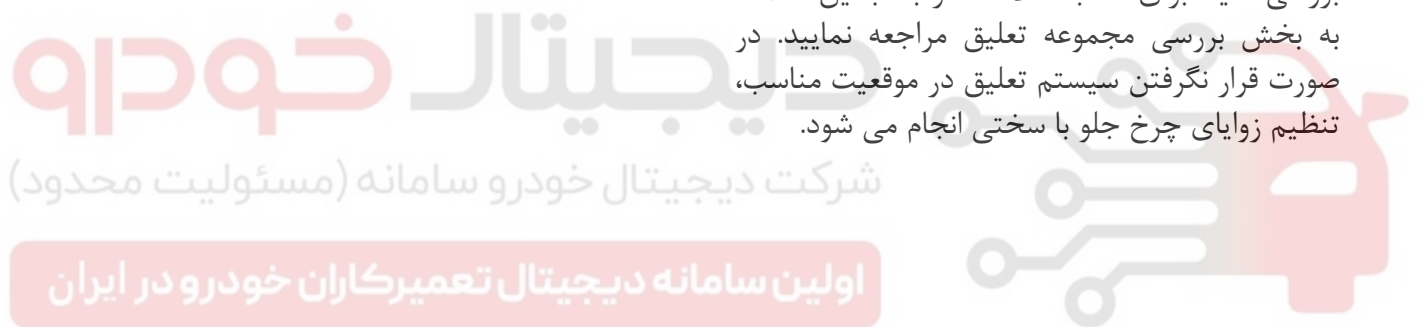 به بخش بررسی مجموعه تعلیق مراجعه نمایید. در
صورت قرار نگرفتن سیستم تعلیق در موقعیت مناسب،
تنظیم زوایای چرخ جلو با سختی انجام می شود.
دیجیتال خودرو
شرکت دیجیتال خودرو سامانه (مسئولیت محدود)
اولین سامانه دیجیتال تعمیرکاران خودرو در ایران